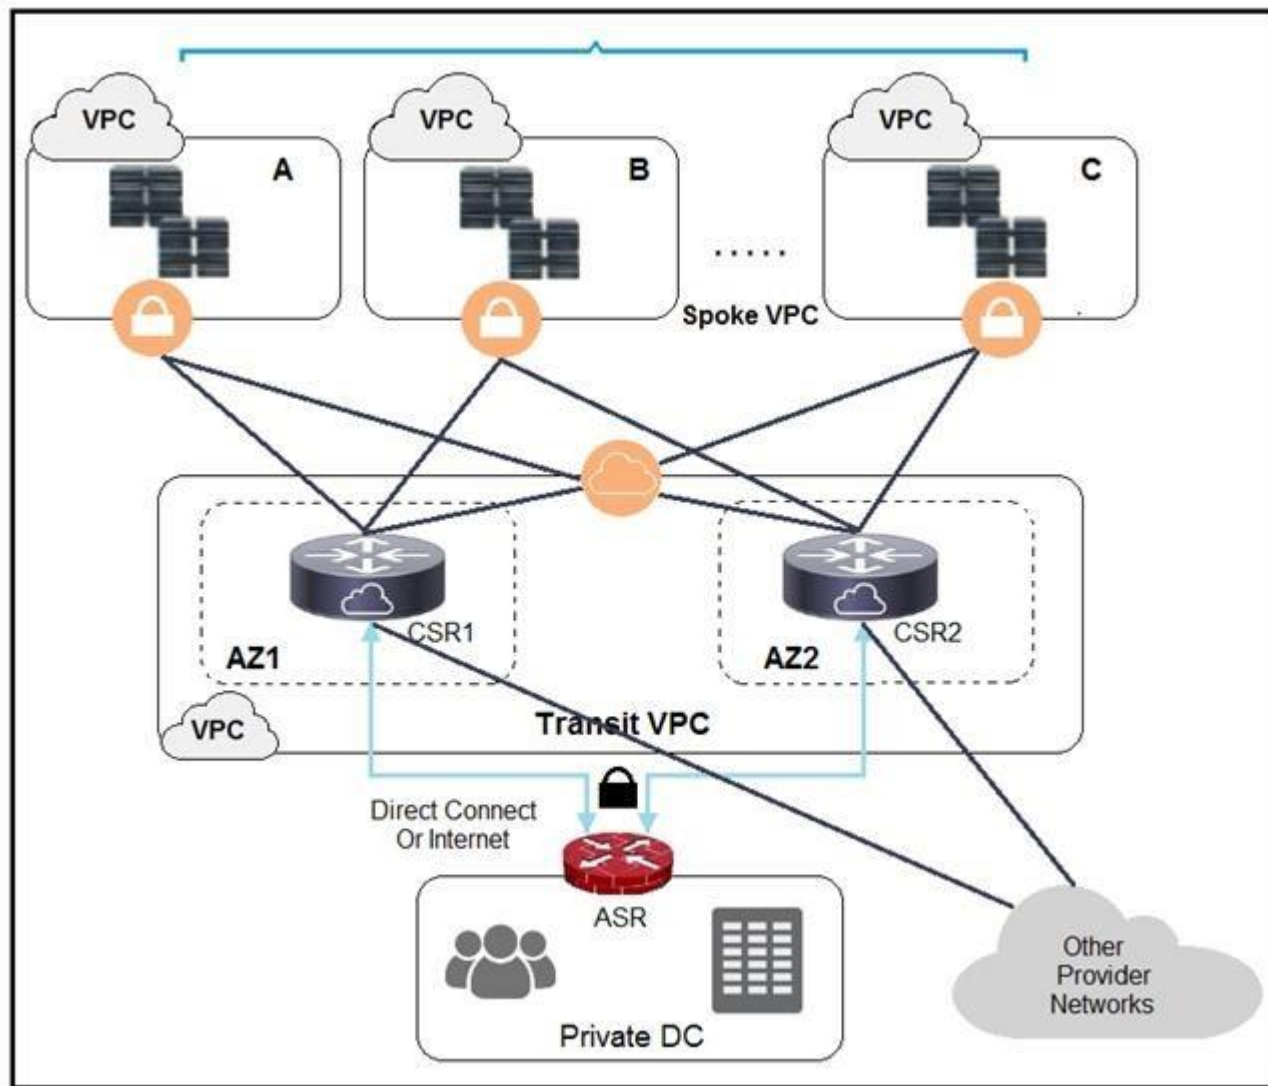 VPC
VPC
VPC
A
B
C
.....
Spoke VPC
CSR1
CSR2
AZ1
AZ2
VPC
Transit VPC
Direct Connect
Or Internet
ASR
Private DC
Other
Provider
Networks